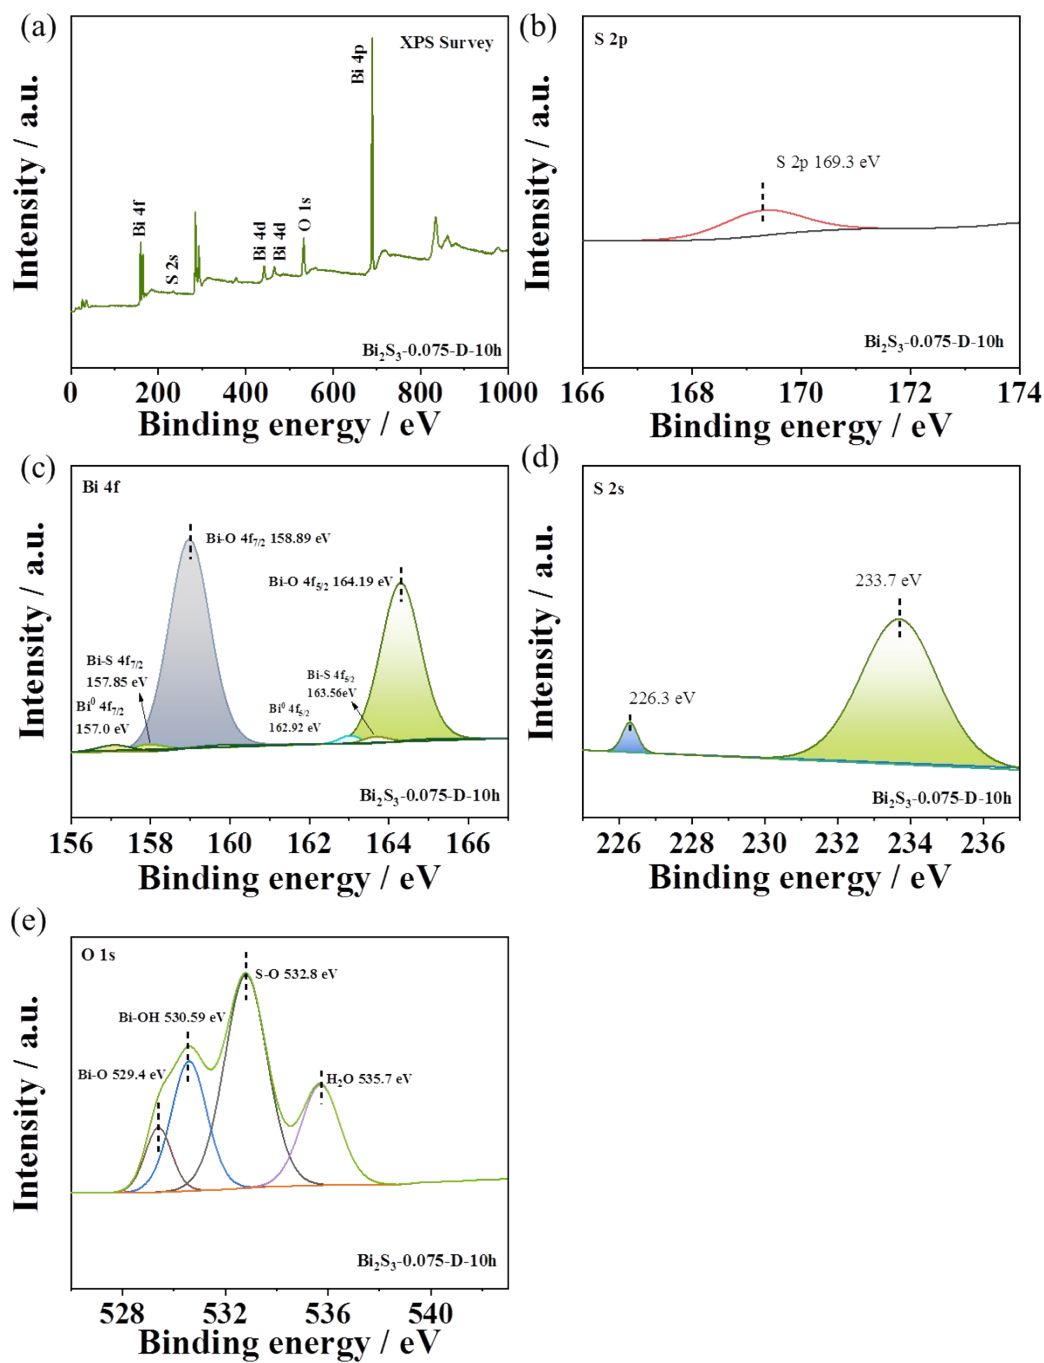 (a)
XPS Survey
Bi 4f
S 2s
Bi 4d
Bi 4d
O 1s
Bi 4p
Bi₂S₃-0.075-D-10h
0 200 400 600 800 1000
Binding energy / eV
Intensity / a.u.
(b)
S 2p
S 2p 169.3 eV
Bi₂S₃-0.075-D-10h
166 168 170 172 174
Binding energy / eV
Intensity / a.u.
(c)
Bi 4f
Bi-O 4f₇/₂ 158.89 eV
Bi-O 4f₅/₂ 164.19 eV
Bi-S 4f₇/₂
157.85 eV
Bi⁰ 4f₇/₂
157.0 eV
Bi-S 4f₅/₂
163.56eV
Bi⁰ 4f₅/₂
162.92 eV
Bi₂S₃-0.075-D-10h
156 158 160 162 164 166
Binding energy / eV
Intensity / a.u.
(d)
S 2s
233.7 eV
226.3 eV
Bi₂S₃-0.075-D-10h
226 228 230 232 234 236
Binding energy / eV
Intensity / a.u.
(e)
O 1s
S-O 532.8 eV
Bi-OH 530.59 eV
Bi-O 529.4 eV
H₂O 535.7 eV
Bi₂S₃-0.075-D-10h
528 532 536 540
Binding energy / eV
Intensity / a.u.